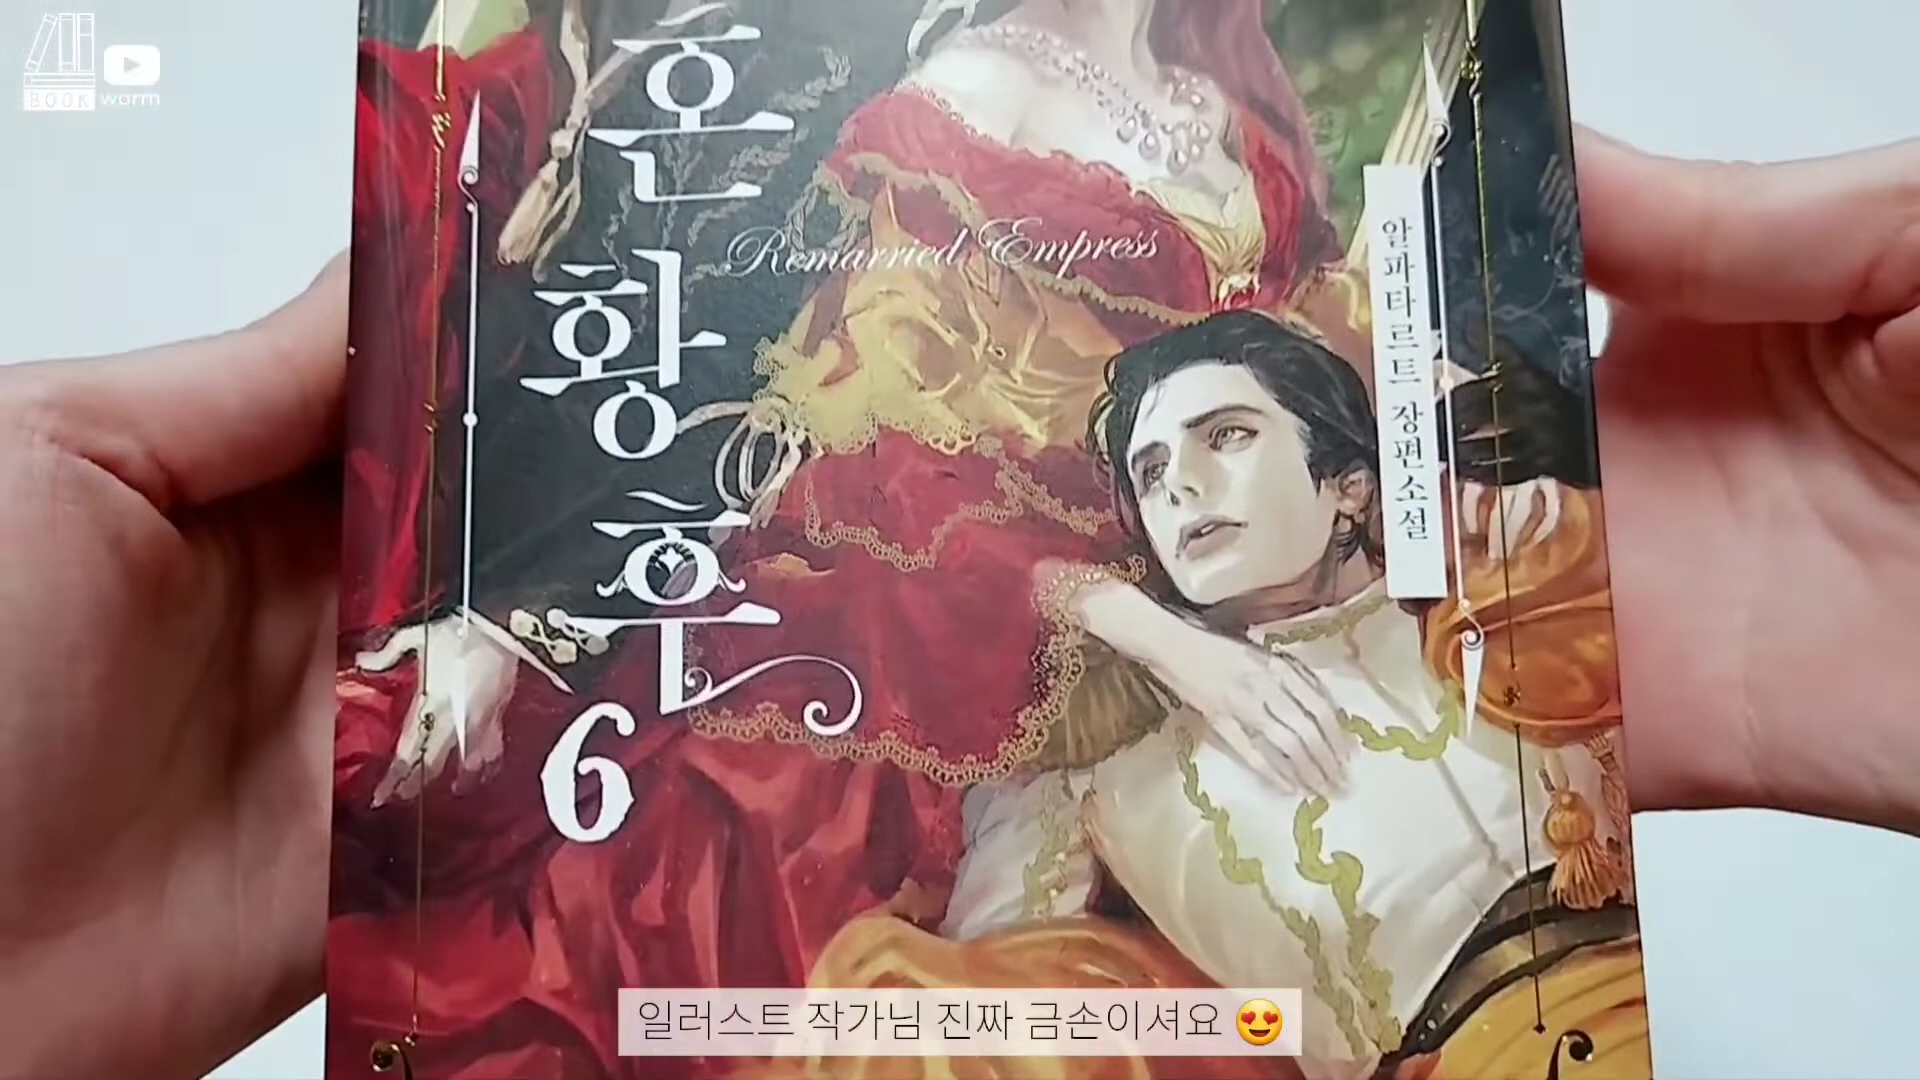 BOOK worm
혼황후
6
Remarried Empress
알파타르트 장편소설
일러스트 작가님 진짜 금손이셔요 😍